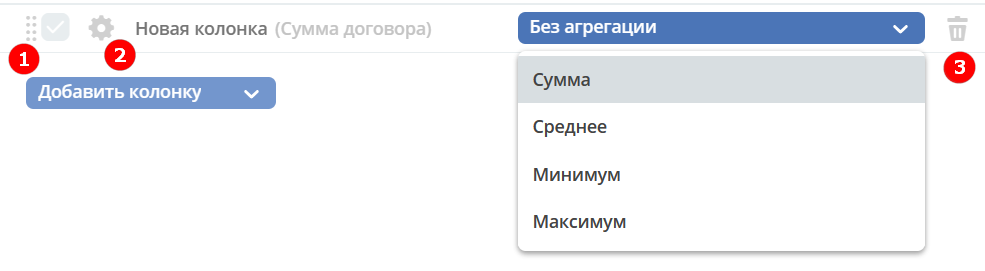 Новая колонка (Сумма договора) Без агрегации
1 2 3
Сумма
Добавить колонку
Среднее
Минимум
Максимум